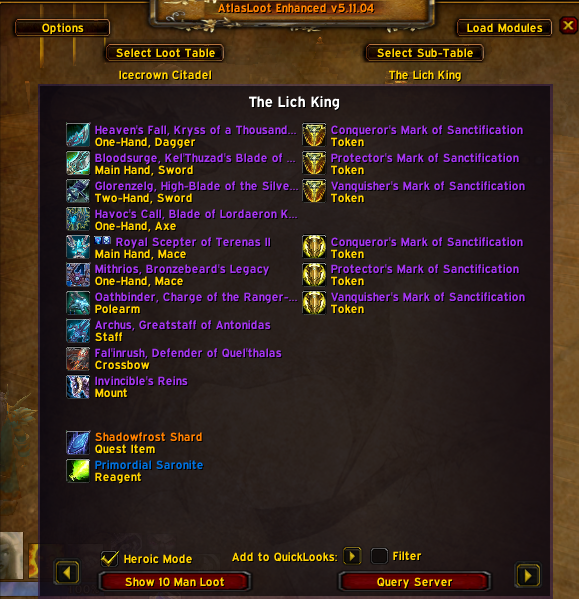 AtlasLoot Enhanced v5.11.04
Options
Load Modules
Select Loot Table
Select Sub-Table
Icecrown Citadel
The Lich King
The Lich King
Heaven's Fall, Kryss of a Thousand...
One-Hand, Dagger
Bloodsurge, Kel'Thuzad's Blade of ...
Main Hand, Sword
Glorenzelg, High-Blade of the Silve...
Two-Hand, Sword
Havoc's Call, Blade of Lordaeron K...
One-Hand, Axe
Royal Scepter of Terenas II
Main Hand, Mace
Mithrios, Bronzebeard's Legacy
One-Hand, Mace
Oathbinder, Charge of the Ranger-...
Polearm
Archus, Greatstaff of Antonidas
Staff
Fal'inrush, Defender of Quel'thalas
Crossbow
Invincible's Reins
Mount
Shadowfrost Shard
Quest Item
Primordial Saronite
Reagent
Conqueror's Mark of Sanctification
Token
Protector's Mark of Sanctification
Token
Vanquisher's Mark of Sanctification
Token
Conqueror's Mark of Sanctification
Token
Protector's Mark of Sanctification
Token
Vanquisher's Mark of Sanctification
Token
Heroic Mode
Add to QuickLooks:
Filter
Show 10 Man Loot
Query Server